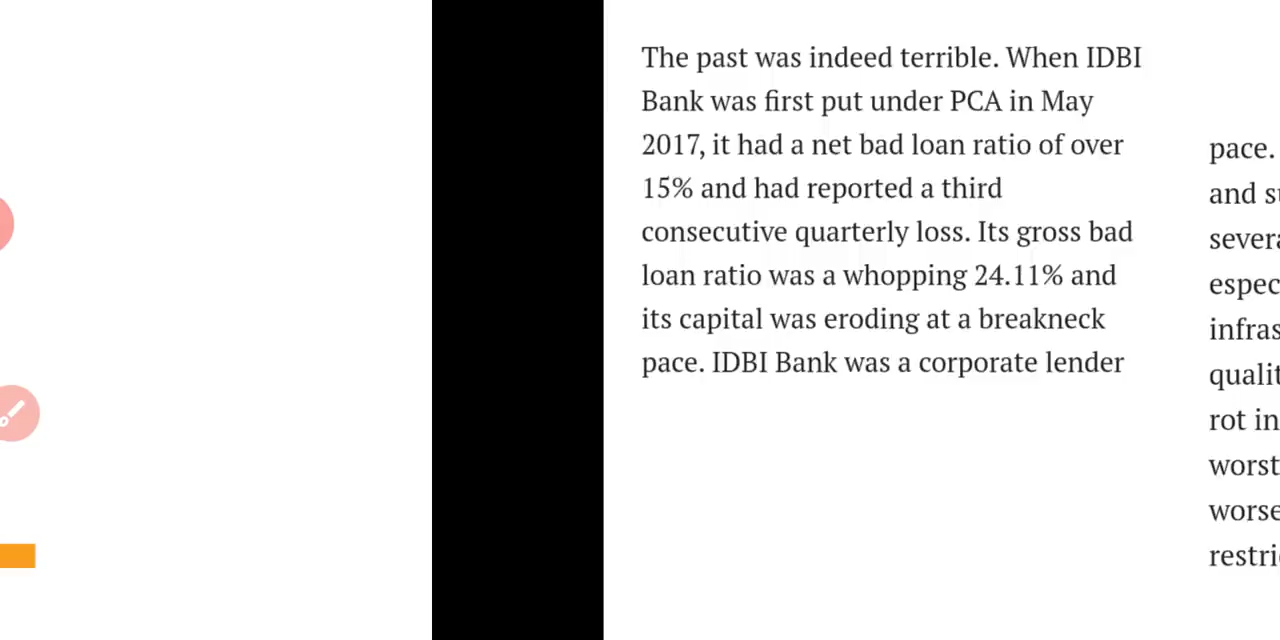 The past was indeed terrible. When IDBI
Bank was first put under PCA in May
2017, it had a net bad loan ratio of over
15% and had reported a third
consecutive quarterly loss. Its gross bad
loan ratio was a whopping 24.11% and
its capital was eroding at a breakneck
pace. IDBI Bank was a corporate lender
pace.
and
rot in
worst